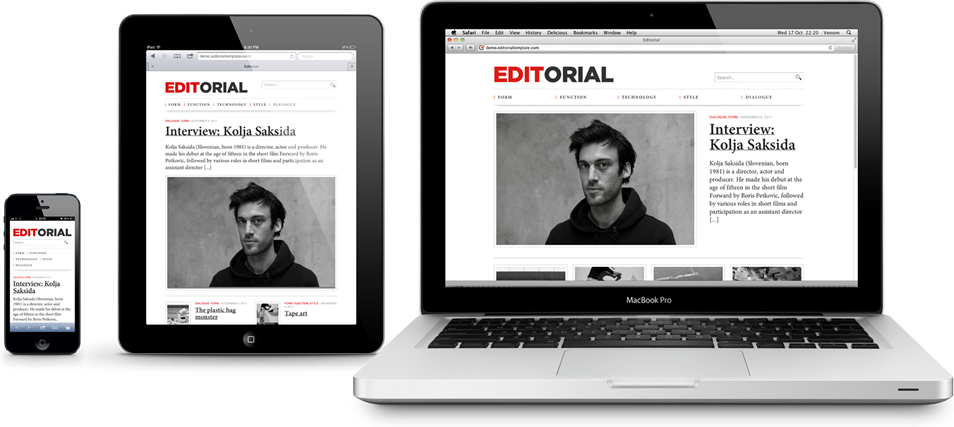 EDITORIAL
Search...
FORM
FUNCTION
TECHNOLOGY
STYLE
DIALOGUE
Interview: Kolja
Saksida
Kolja Saksida (Slovenian, born
1981) is a director, actor and
producer. He made his debut at
the age of fifteen in the short film
Forward by Boris Petkovic,
iPad
6:30 PM
demo.editorialtemplate.com
Editorial
EDITORIAL
Search...
FORM
FUNCTION
TECHNOLOGY
STYLE
DIALOGUE
DIALOGUE, FORM - NOVEMBER 9, 2011
Interview: Kolja Saksida
Kolja Saksida (Slovenian, born 1981) is a director, actor and producer. He
made his debut at the age of fifteen in the short film Forward by Boris
Petkovic, followed by various roles in short films and participation as an
assistant director [...]
The plastic bag
monster
FORM, FUNCTION, STYLE
Tape art
Safari File Edit View History Delicious Bookmarks Window Help
Wed 17 Oct 22:20 Venom
Editorial
demo.editorialtemplate.com
EDITORIAL
Search...
FORM
FUNCTION
TECHNOLOGY
STYLE
DIALOGUE
DIALOGUE, FORM - NOVEMBER 9, 2011
Interview:
Kolja Saksida
Kolja Saksida (Slovenian, born
1981) is a director, actor and
producer. He made his debut at the
age of fifteen in the short film
Forward by Boris Petkovic, followed
by various roles in short films and
participation as an assistant director
[...]
MacBook Pro